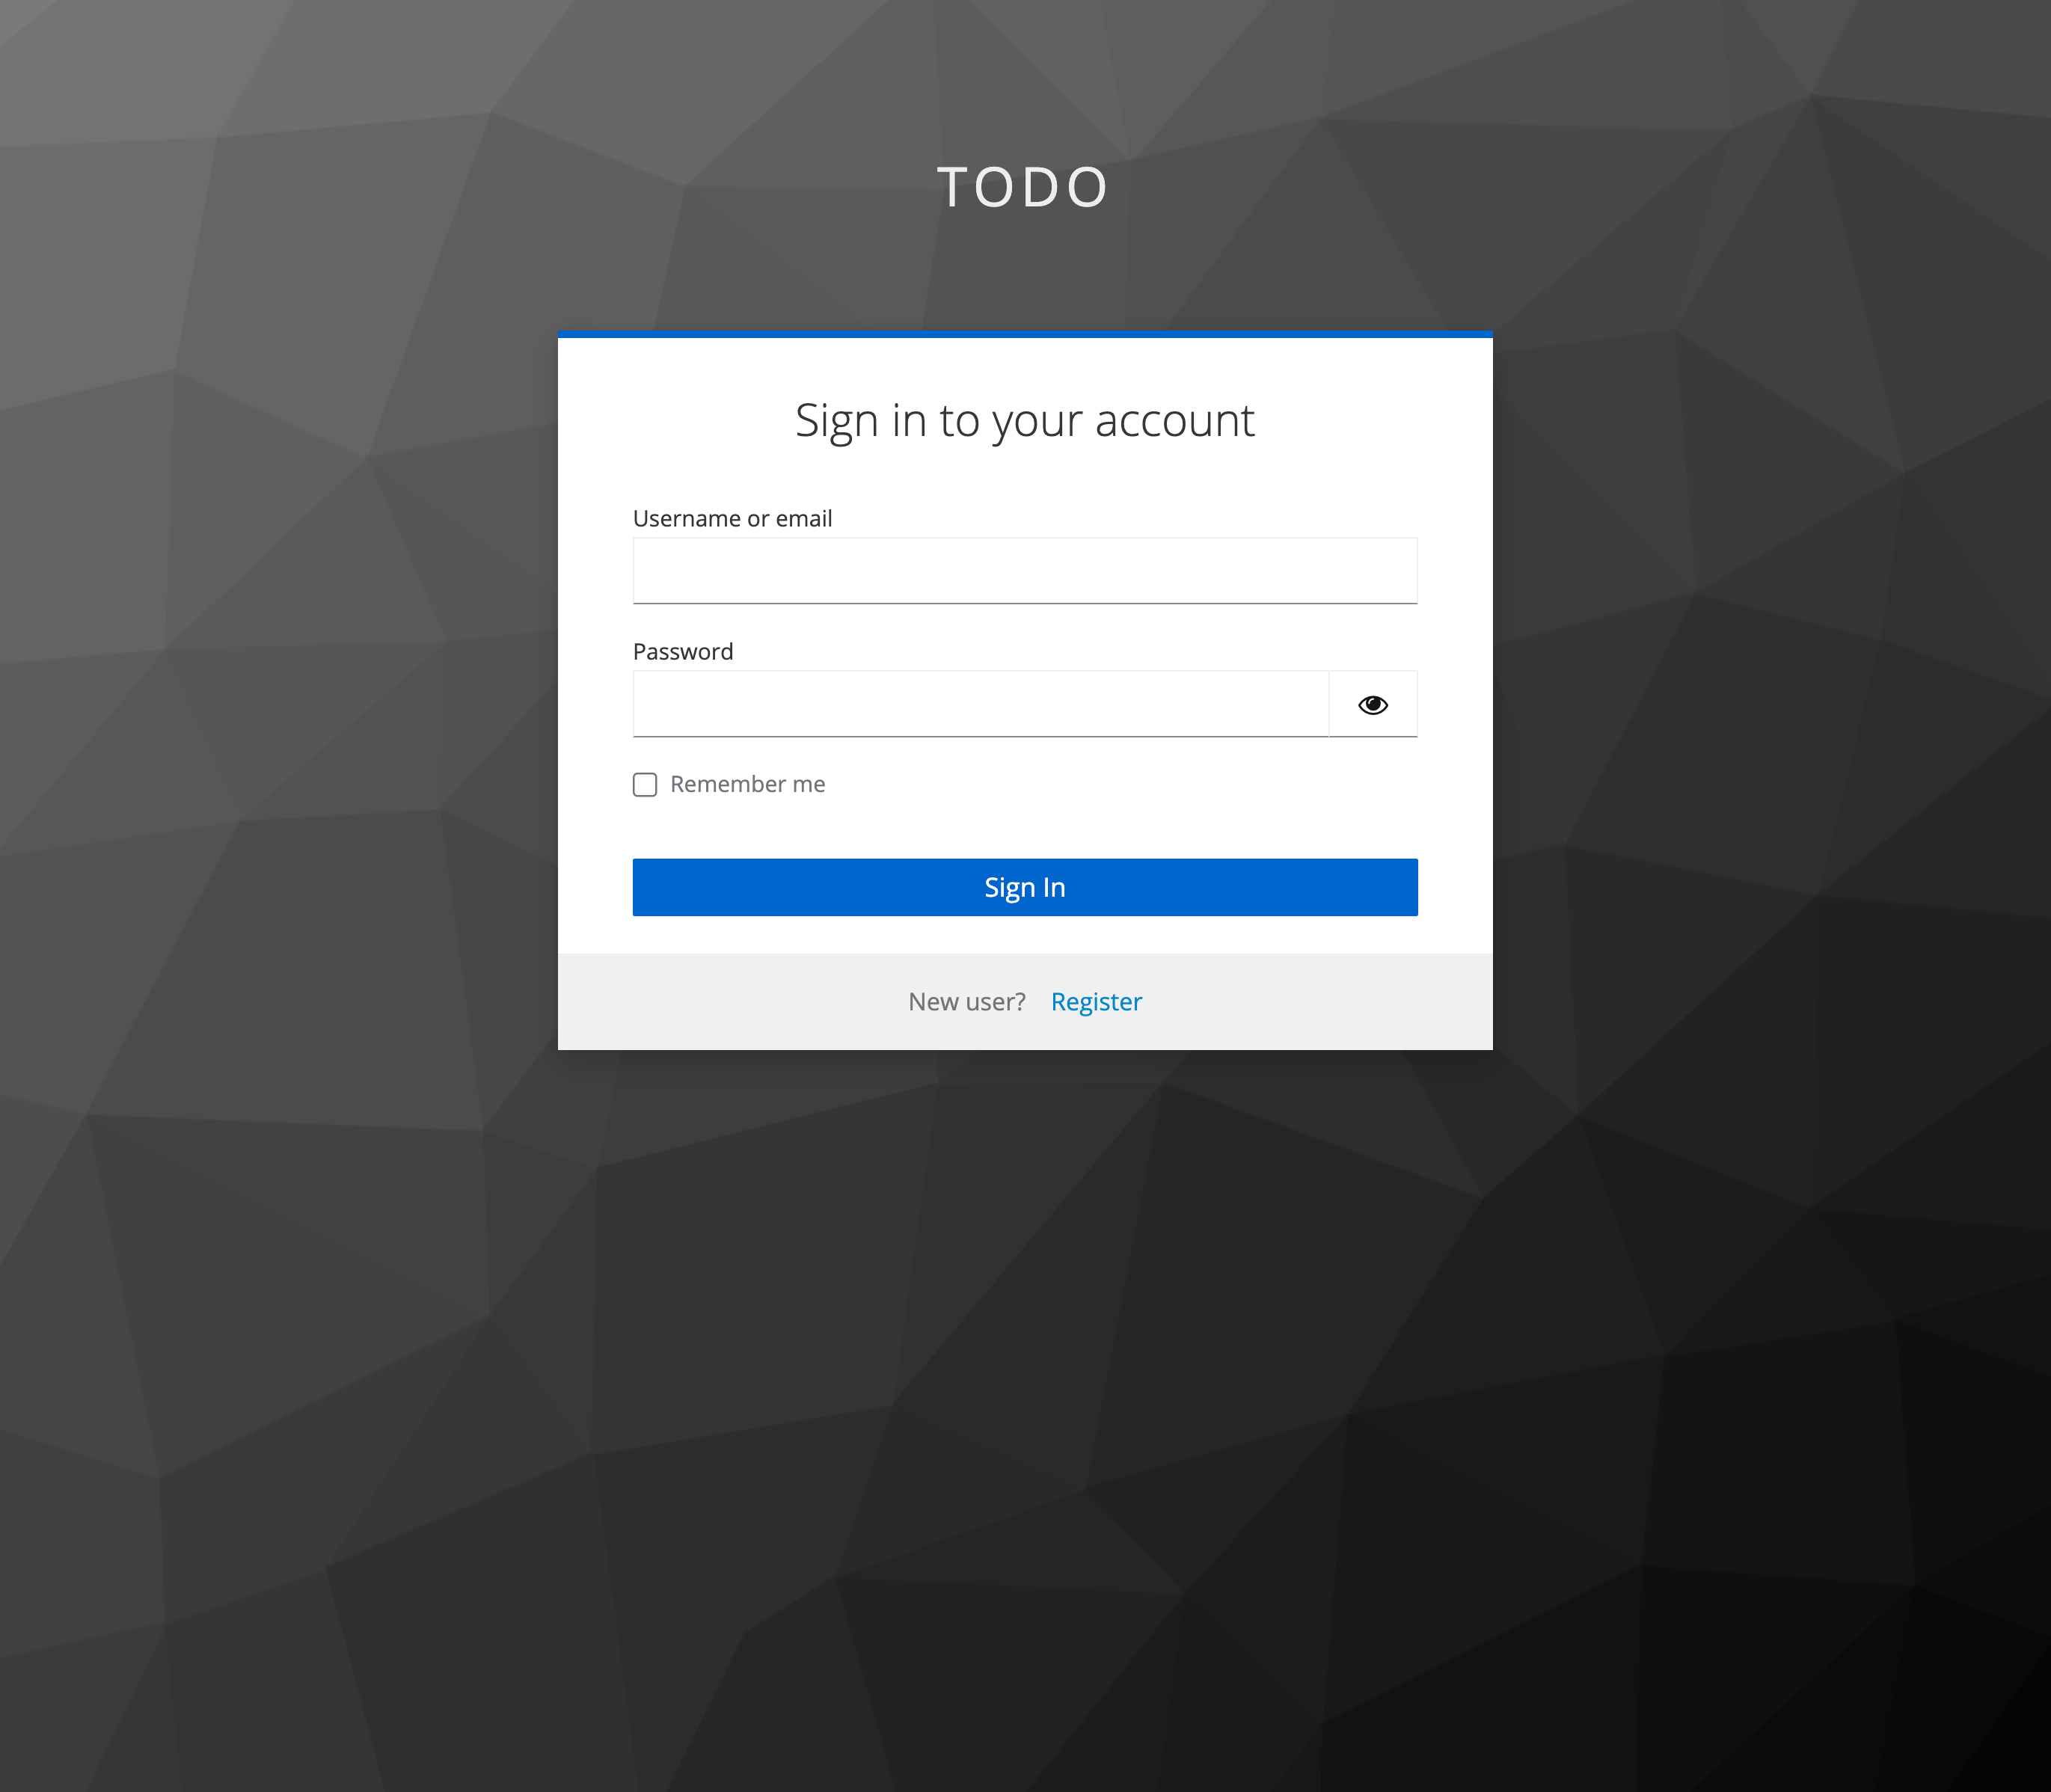 TODO
Sign in to your account
Username or email
Password
Remember me
Sign In
New user? Register